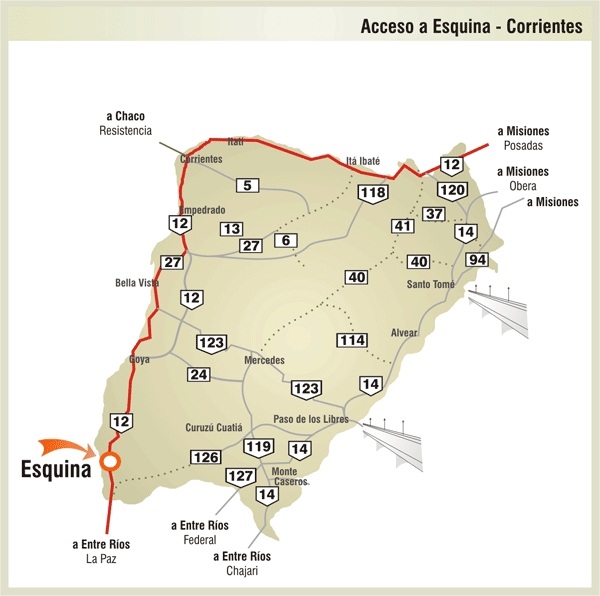 Acceso a Esquina - Corrientes
a Chaco
Resistencia
Itatí
Corrientes
Itá Ibaté
a Misiones
Posadas
12
a Misiones
Obera
5
118
120
a Misiones
Empedrado
12
13
37
41
14
27
6
27
40
94
40
Santo Tomé
Bella Vista
12
123
114
Alvear
Goya
Mercedes
24
123
14
12
Curuzú Cuatiá
Paso de los Libres
119
14
Esquina
126
127
Monte
Caseros
14
a Entre Ríos
Federal
a Entre Ríos
La Paz
a Entre Ríos
Chajari